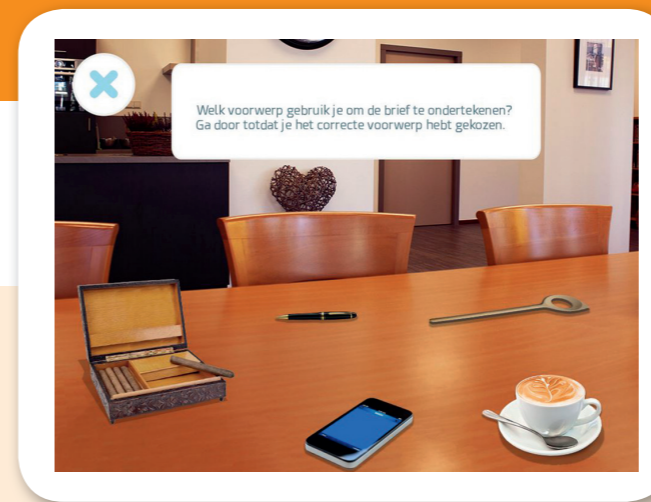 Welk voorwerp gebruik je om de brief te ondertekenen?
Ga door totdat je het correcte voorwerp hebt gekozen.